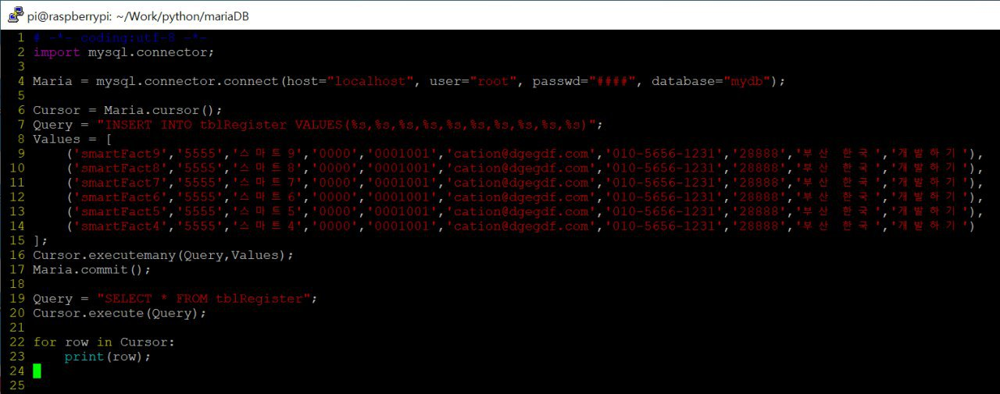 pi@raspberrypi: ~/Work/python/mariaDB
1 # -*- coding:utf-8 -*-
2 import mysql.connector;
3
4 Maria = mysql.connector.connect(host="localhost", user="root", passwd="####", database="mydb");
5
6 Cursor = Maria.cursor();
7 Query = "INSERT INTO tblRegister VALUES(%s,%s,%s,%s,%s,%s,%s,%s,%s,%s)";
8 Values = [
9     ('smartFact9','5555','스마트9','0000','0001001','cation@dgegdf.com','010-5656-1231','28888','부산 한국','개발하기'),
10     ('smartFact8','5555','스마트8','0000','0001001','cation@dgegdf.com','010-5656-1231','28888','부산 한국','개발하기'),
11     ('smartFact7','5555','스마트7','0000','0001001','cation@dgegdf.com','010-5656-1231','28888','부산 한국','개발하기'),
12     ('smartFact6','5555','스마트6','0000','0001001','cation@dgegdf.com','010-5656-1231','28888','부산 한국','개발하기'),
13     ('smartFact5','5555','스마트5','0000','0001001','cation@dgegdf.com','010-5656-1231','28888','부산 한국','개발하기'),
14     ('smartFact4','5555','스마트4','0000','0001001','cation@dgegdf.com','010-5656-1231','28888','부산 한국','개발하기')
15 ];
16 Cursor.executemany(Query,Values);
17 Maria.commit();
18
19 Query = "SELECT * FROM tblRegister";
20 Cursor.execute(Query);
21
22 for row in Cursor:
23     print(row);
24
25